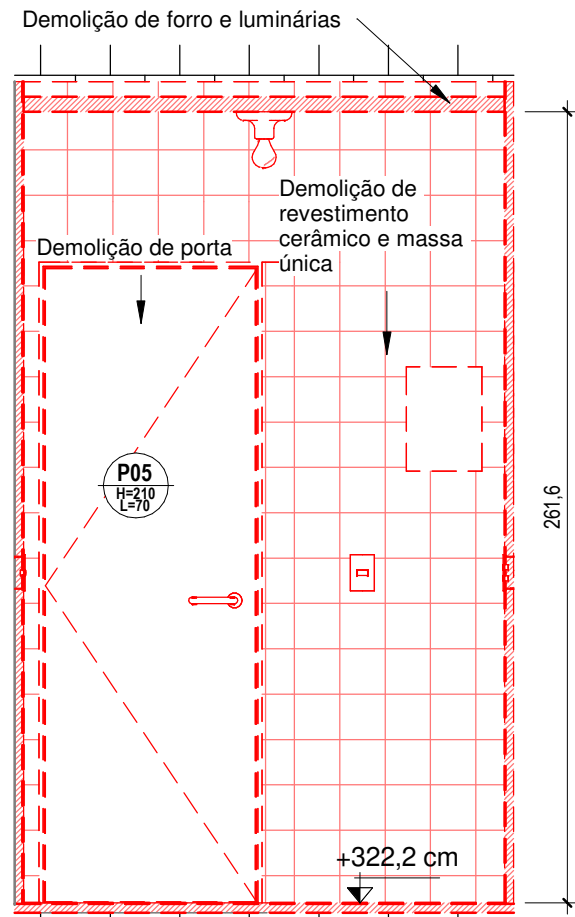 Demolição de forro e luminárias
Demolição de
revestimento
cerâmico e massa
única
Demolição de porta
P05
H=210
L=70
261,6
+322,2 cm